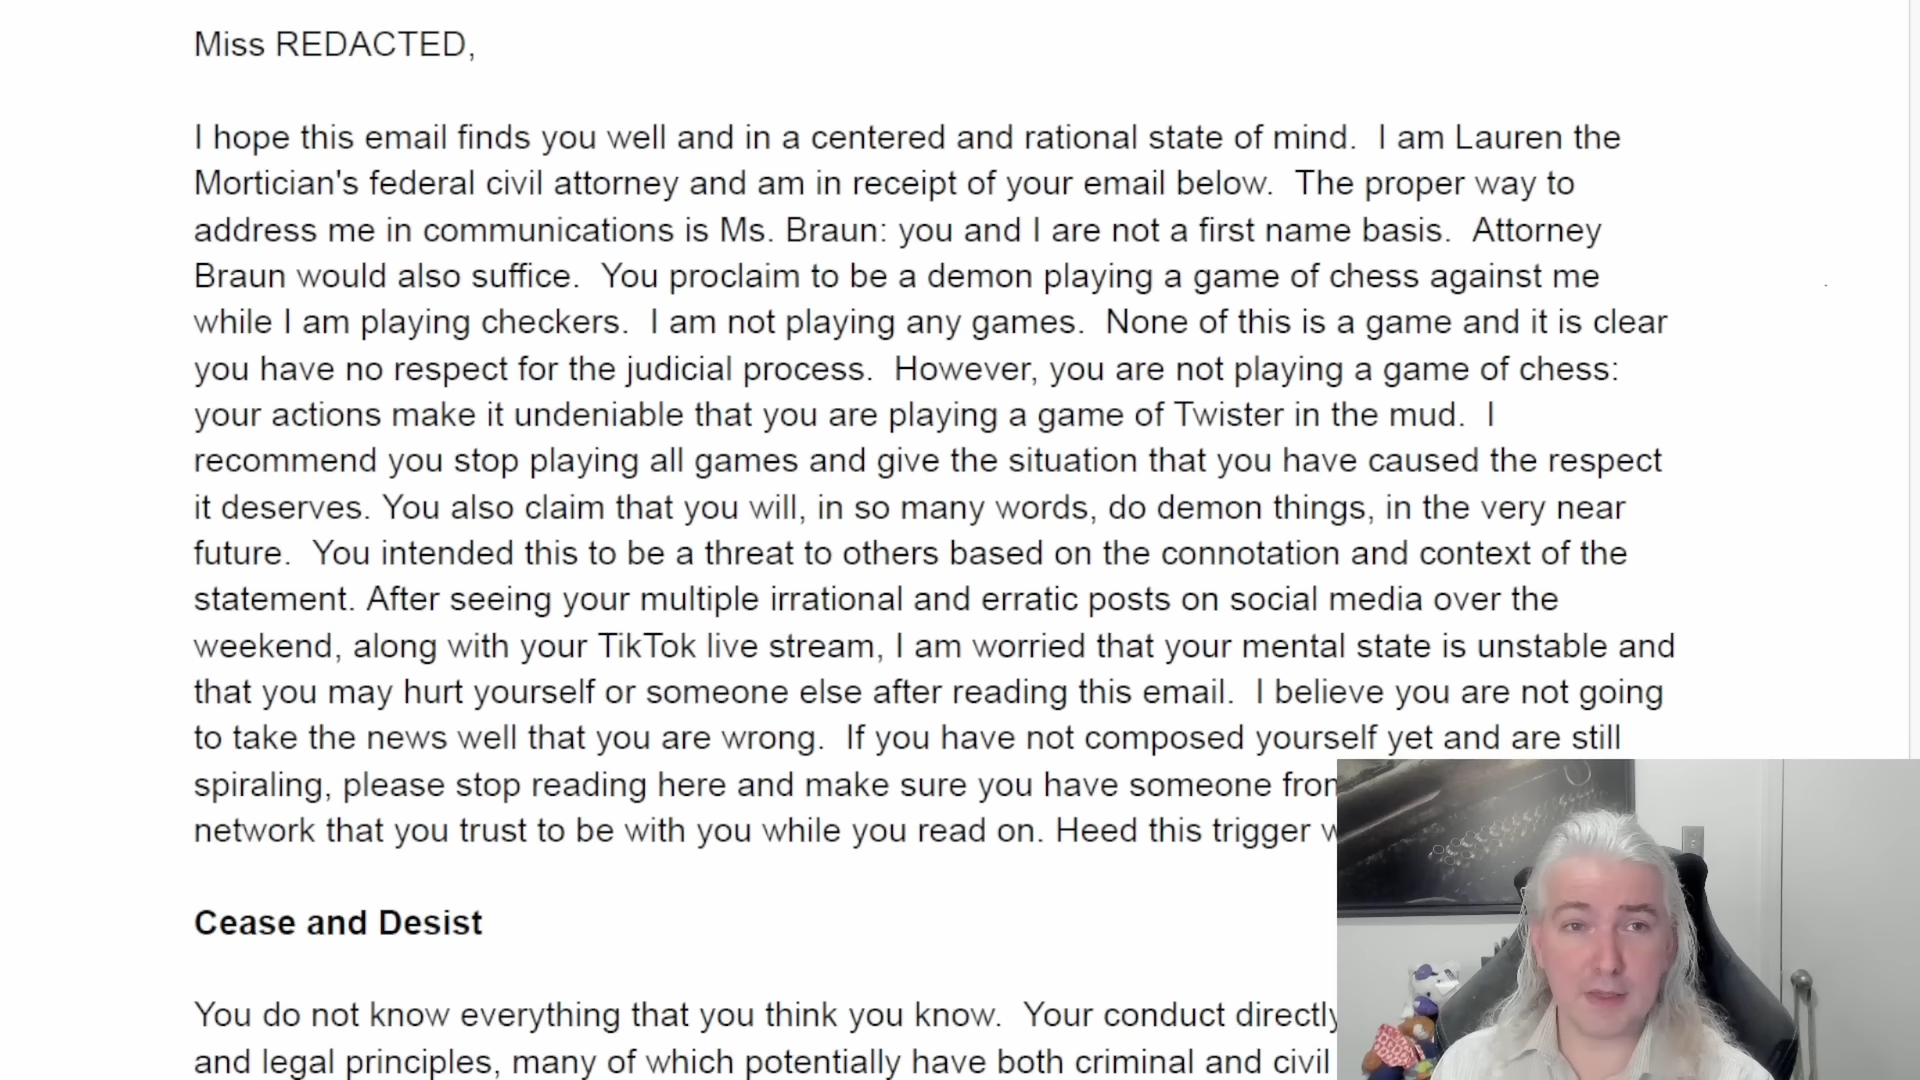 Miss REDACTED,
I hope this email finds you well and in a centered and rational state of mind.  I am Lauren the
Mortician's federal civil attorney and am in receipt of your email below.  The proper way to
address me in communications is Ms. Braun: you and I are not a first name basis.  Attorney
Braun would also suffice.  You proclaim to be a demon playing a game of chess against me
while I am playing checkers.  I am not playing any games.  None of this is a game and it is clear
you have no respect for the judicial process.  However, you are not playing a game of chess:
your actions make it undeniable that you are playing a game of Twister in the mud.  I
recommend you stop playing all games and give the situation that you have caused the respect
it deserves. You also claim that you will, in so many words, do demon things, in the very near
future.  You intended this to be a threat to others based on the connotation and context of the
statement. After seeing your multiple irrational and erratic posts on social media over the
weekend, along with your TikTok live stream, I am worried that your mental state is unstable and
that you may hurt yourself or someone else after reading this email.  I believe you are not going
to take the news well that you are wrong.  If you have not composed yourself yet and are still
spiraling, please stop reading here and make sure you have someone
network that you trust to be with you while you read on. Heed this trigger
Cease and Desist
You do not know everything that you think you know.  Your conduct directly
and legal principles, many of which potentially have both criminal and civil